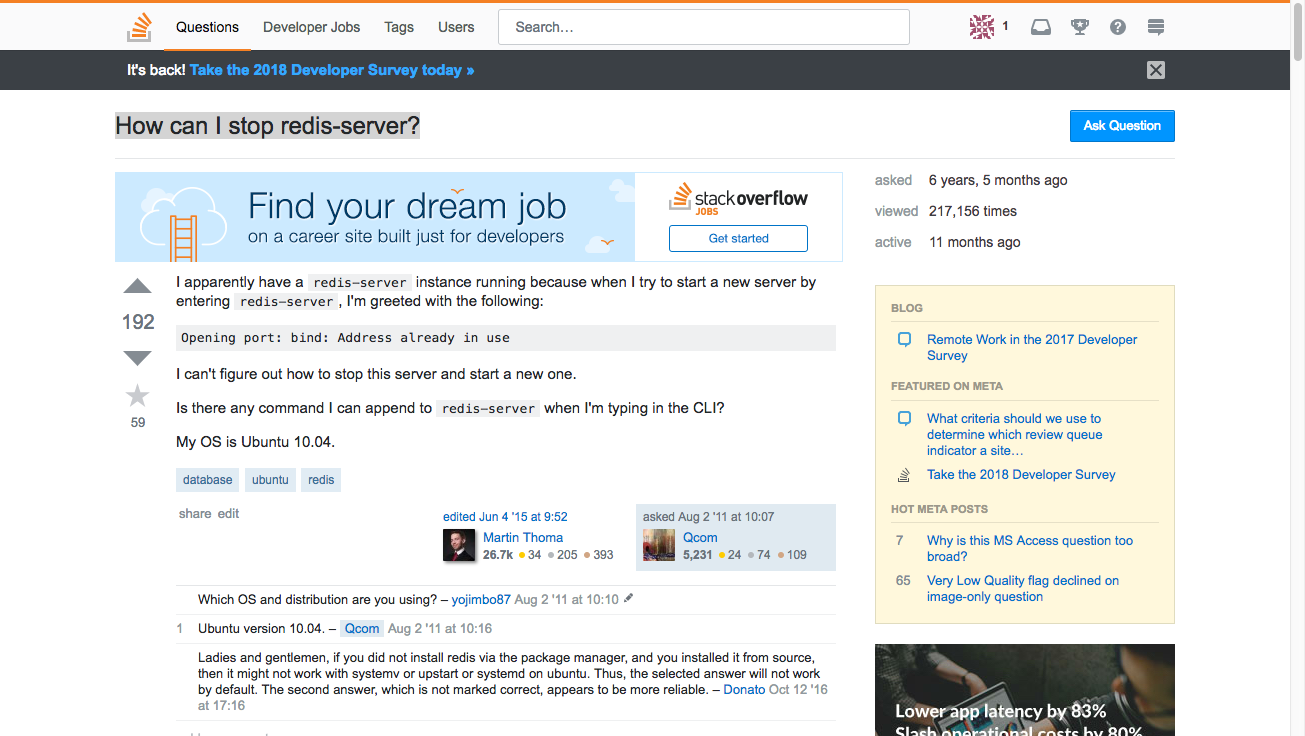 Questions Developer Jobs Tags Users Search... 1
It's back! Take the 2018 Developer Survey today »
How can I stop redis-server?
Ask Question
Find your dream job
on a career site built just for developers
stackoverflow
JOBS
Get started
asked 6 years, 5 months ago
viewed 217,156 times
active 11 months ago
192
59
I apparently have a redis-server instance running because when I try to start a new server by
entering redis-server , I'm greeted with the following:
Opening port: bind: Address already in use
I can't figure out how to stop this server and start a new one.
Is there any command I can append to redis-server when I'm typing in the CLI?
My OS is Ubuntu 10.04.
database ubuntu redis
share edit
edited Jun 4 '15 at 9:52
Martin Thoma
26.7k 34 205 393
asked Aug 2 '11 at 10:07
Qcom
5,231 24 74 109
Which OS and distribution are you using? – yojimbo87 Aug 2 '11 at 10:10
1 Ubuntu version 10.04. – Qcom Aug 2 '11 at 10:16
Ladies and gentlemen, if you did not install redis via the package manager, and you installed it from source,
then it might not work with systemv or upstart or systemd on ubuntu. Thus, the selected answer will not work
by default. The second answer, which is not marked correct, appears to be more reliable. – Donato Oct 12 '16
at 17:16
BLOG
Remote Work in the 2017 Developer
Survey
FEATURED ON META
What criteria should we use to
determine which review queue
indicator a site…
Take the 2018 Developer Survey
HOT META POSTS
7 Why is this MS Access question too
broad?
65 Very Low Quality flag declined on
image-only question
Lower app latency by 83%
Slash operational costs by 80%